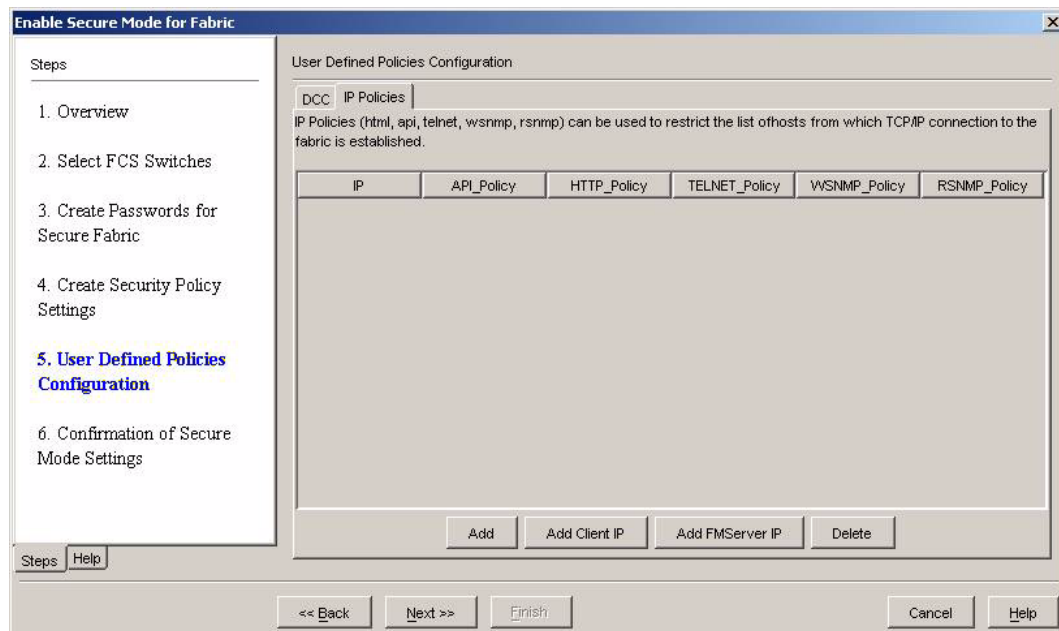 Enable Secure Mode for Fabric
Steps
1. Overview
2. Select FCS Switches
3. Create Passwords for
Secure Fabric
4. Create Security Policy
Settings
5. User Defined Policies
Configuration
6. Confirmation of Secure
Mode Settings
Steps
Help
User Defined Policies Configuration
DCC
IP Policies
IP Policies (html, api, telnet, wsnmp, rsnmp) can be used to restrict the list ofhosts from which TCP/IP connection to the
fabric is established.
IP
API_Policy
HTTP_Policy
TELNET_Policy
WSNMP_Policy
RSNMP_Policy
Add
Add Client IP
Add FMServer IP
Delete
<< Back
Next >>
Finish
Cancel
Help